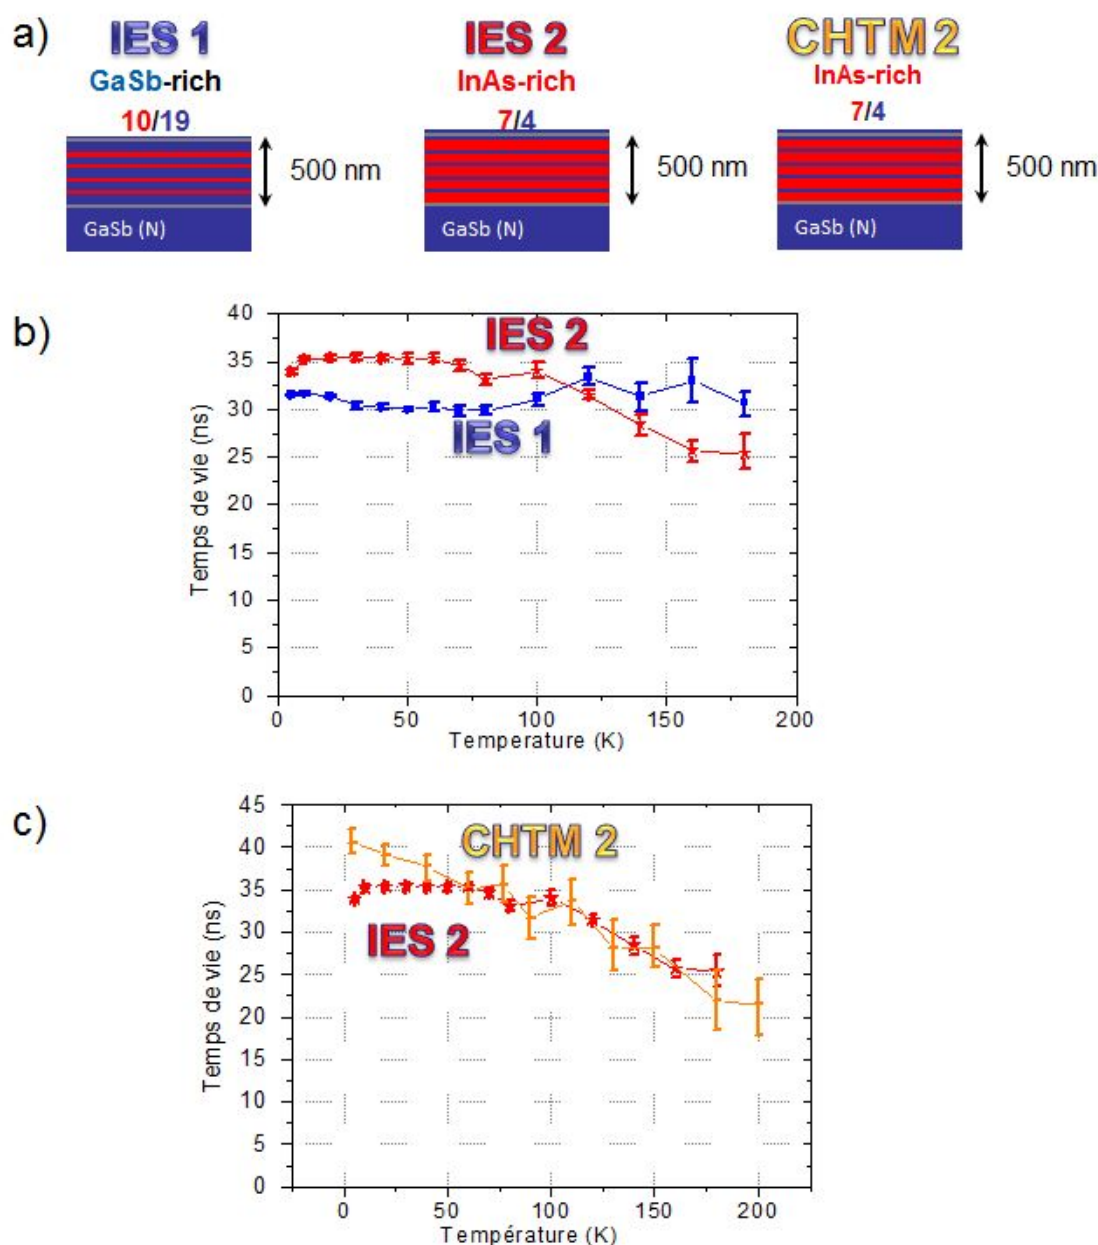 a)
IES 1
IES 2
CHTM 2
GaSb-rich
InAs-rich
InAs-rich
10/19
7/4
7/4
500 nm
500 nm
500 nm
GaSb (N)
GaSb (N)
GaSb (N)
b)
40
35
30
25
20
15
10
5
0
Temps de vie (ns)
IES 2
IES 1
0
50
100
150
200
Temperature (K)
c)
45
40
35
30
25
20
15
10
5
0
Temps de vie (ns)
CHTM 2
IES 2
0
50
100
150
200
Température (K)